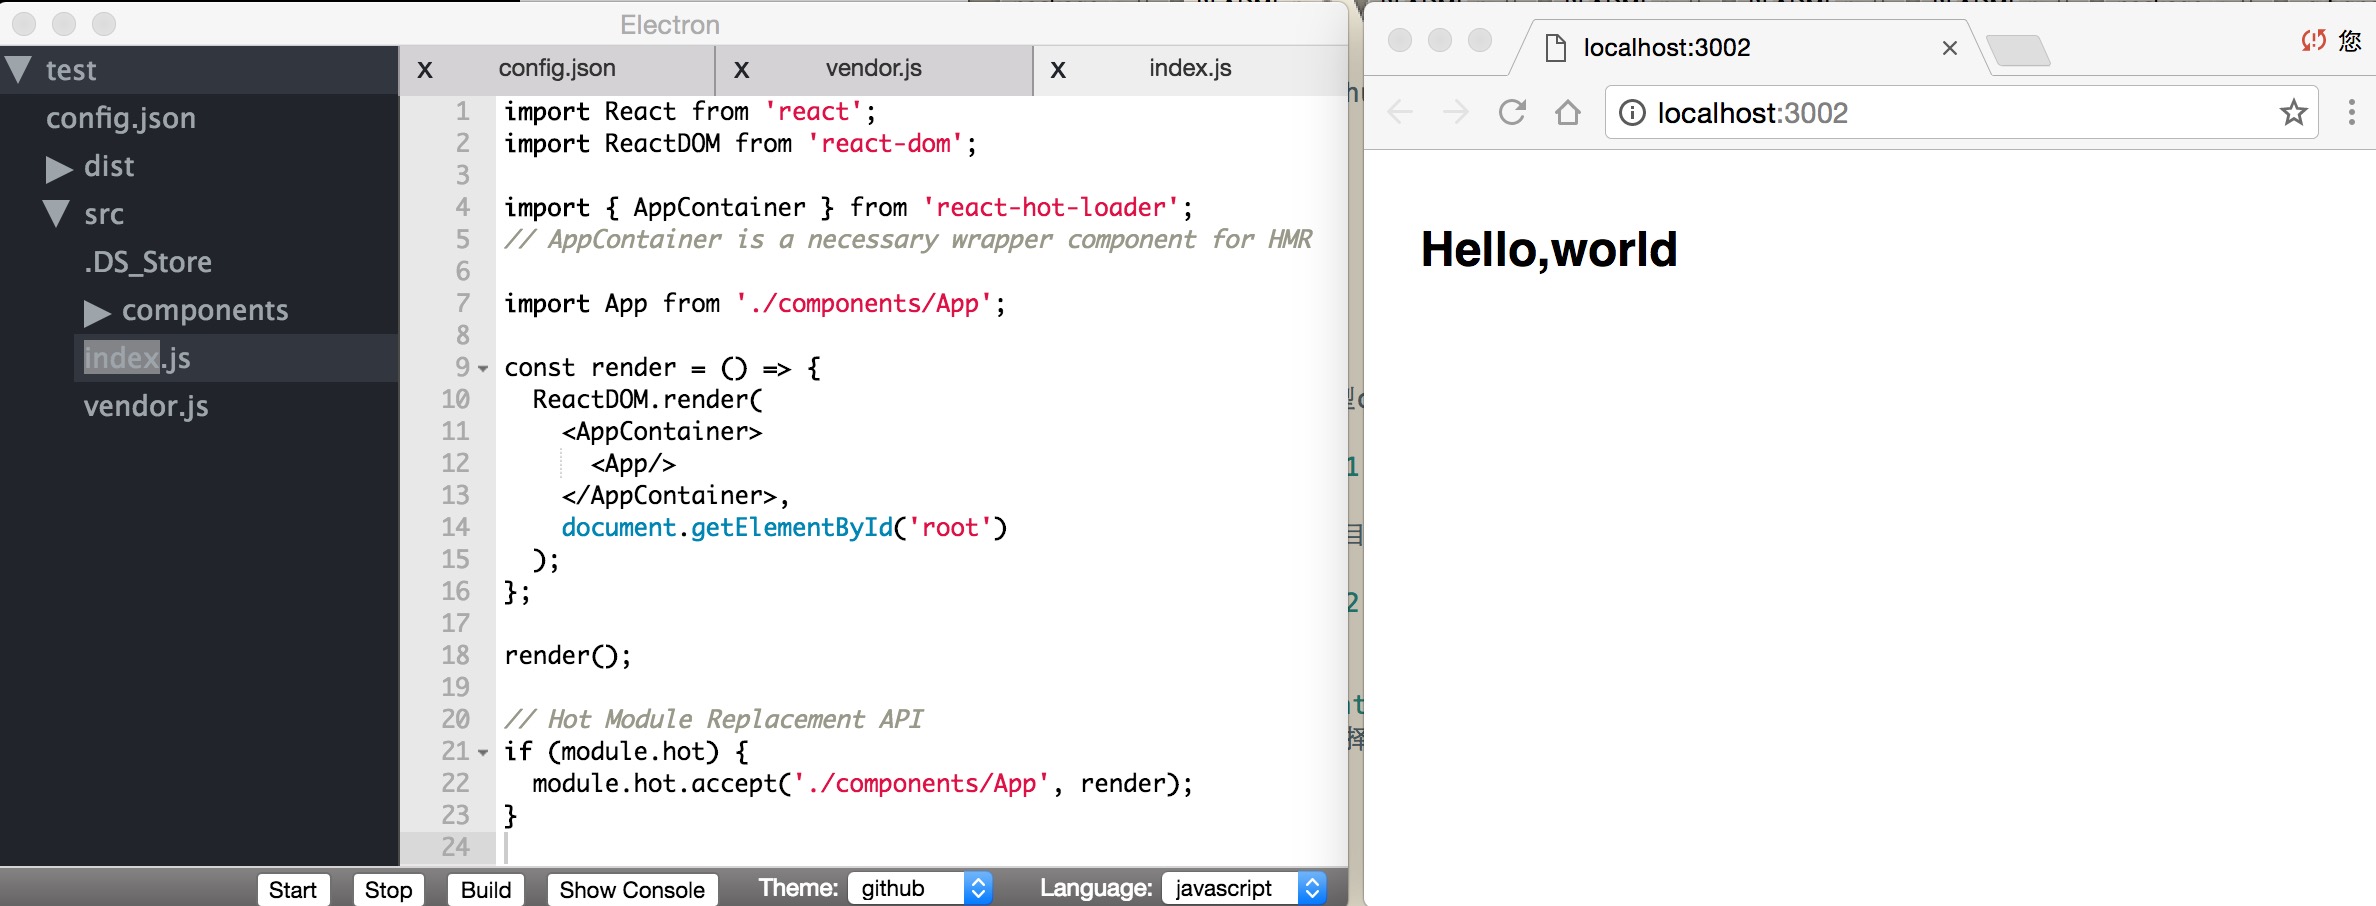 Electron
test
config.json
dist
src
.DS_Store
components
index.js
vendor.js
X config.json X vendor.js X index.js
1 import React from 'react';
2 import ReactDOM from 'react-dom';
3
4 import { AppContainer } from 'react-hot-loader';
5 // AppContainer is a necessary wrapper component for HMR
6
7 import App from './components/App';
8
9 const render = () => {
10 ReactDOM.render(
11 <AppContainer>
12 <App/>
13 </AppContainer>,
14 document.getElementById('root')
15 );
16 };
17
18 render();
19
20 // Hot Module Replacement API
21 if (module.hot) {
22 module.hot.accept('./components/App', render);
23 }
24
Start Stop Build Show Console Theme: github Language: javascript
localhost:3002
您
localhost:3002
Hello,world